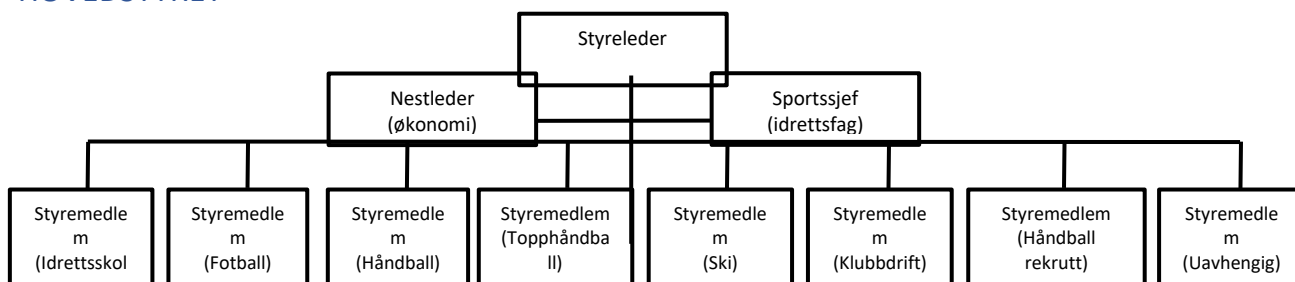 Styreleder
Nestleder
(økonomi)
Sportssjef
(idrettsfag)
Styremedle
m
(Idrettsskol
Styremedle
m
(Fotball)
Styremedle
m
(Håndball)
Styremedlem
(Topphåndba
ll)
Styremedle
m
(Ski)
Styremedle
m
(Klubbdrift)
Styremedlem
(Håndball
rekrutt)
Styremedle
m
(Uavhengig)